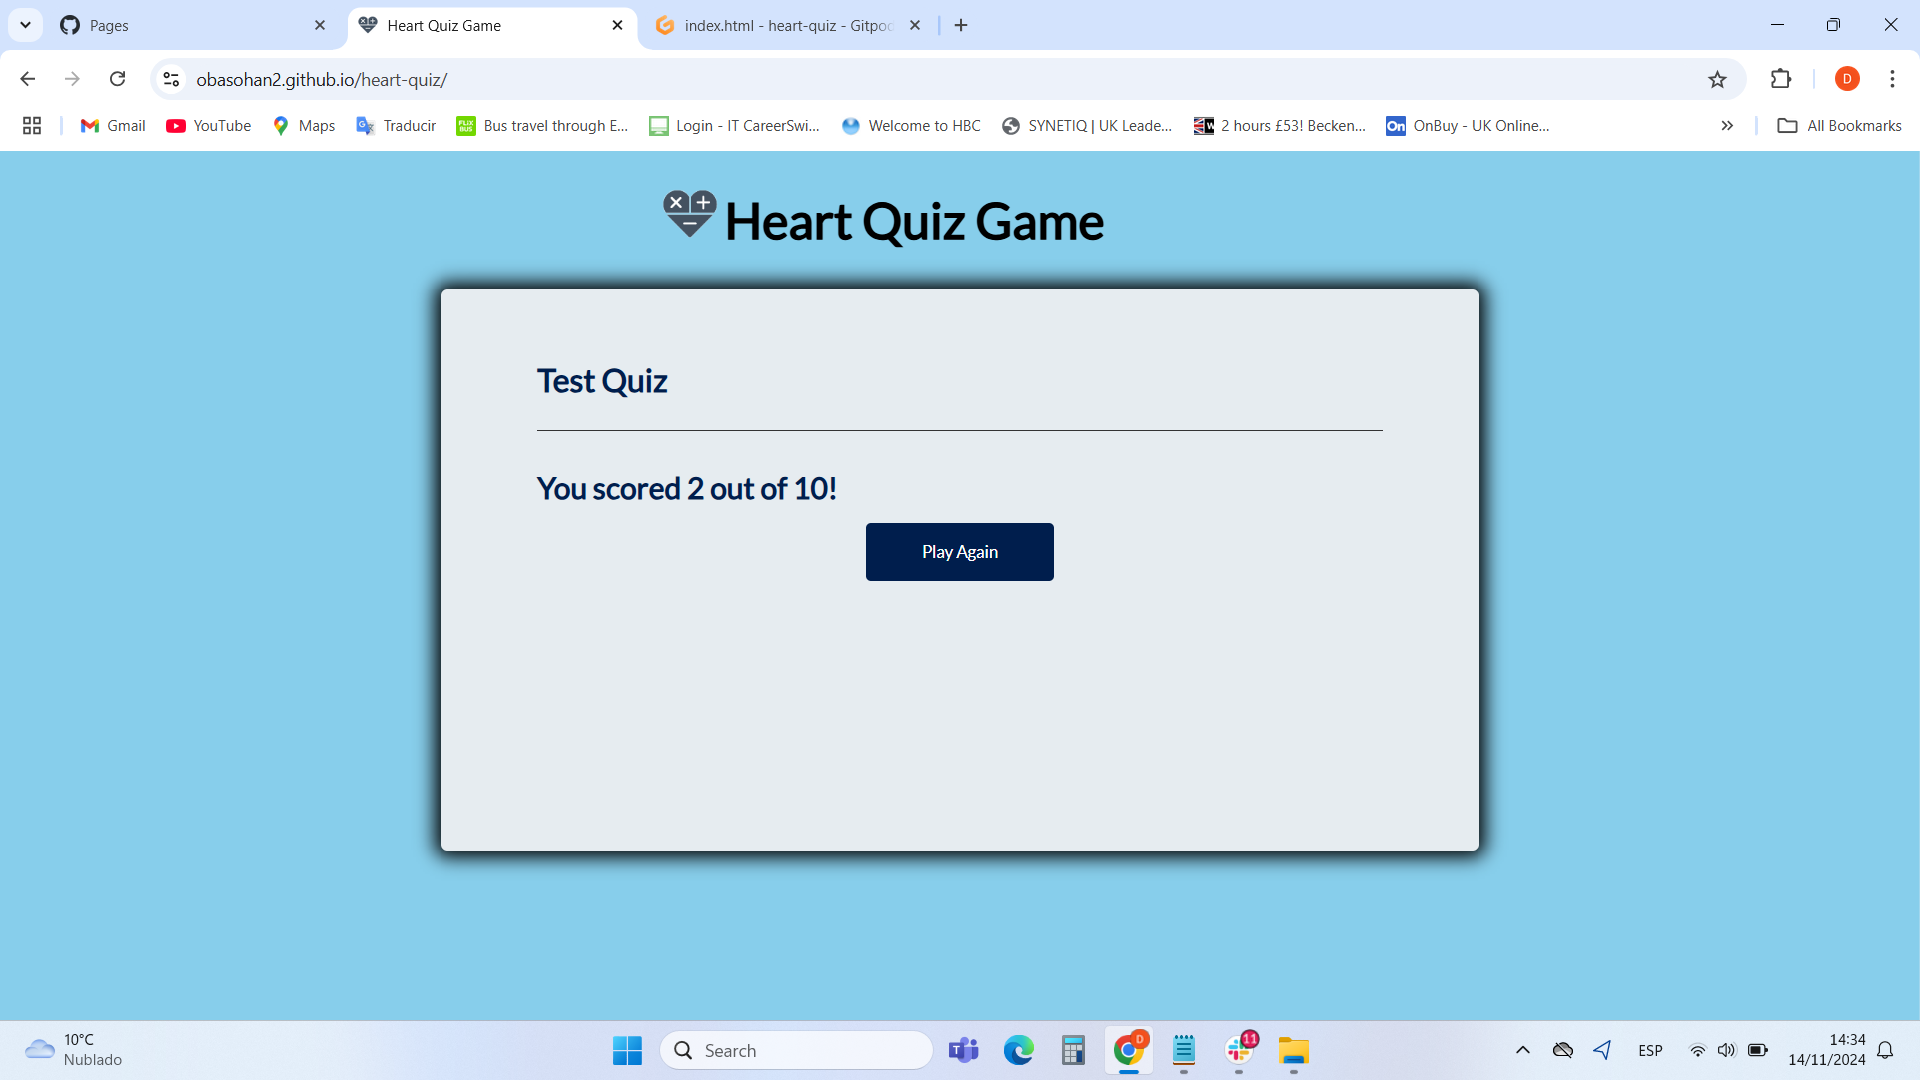 Pages
Heart Quiz Game
index.html - heart-quiz - Gitpod
obasohan2.github.io/heart-quiz/
D
Gmail
YouTube
Maps
Traducir
Bus travel through E...
Login - IT CareerSwi...
Welcome to HBC
SYNETIQ | UK Leade...
2 hours £53! Becken...
On
OnBuy - UK Online...
All Bookmarks
Heart Quiz Game
Test Quiz
You scored 2 out of 10!
Play Again
10°C
Nublado
Search
D
11
ESP
14:34
14/11/2024